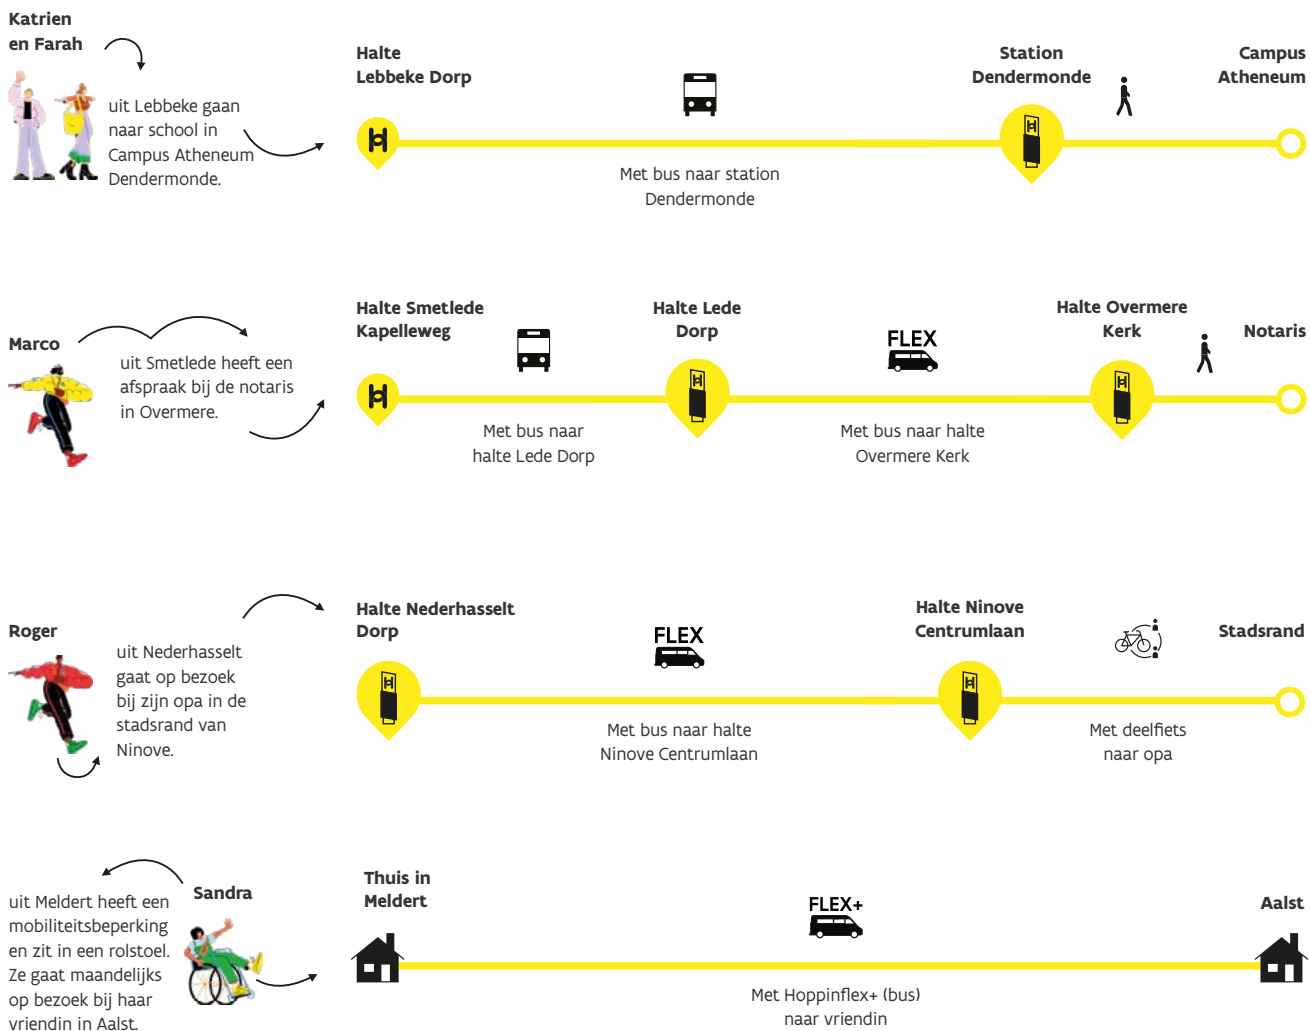 Katrien
en Farah
uit Lebbeke gaan
naar school in
Campus Atheneum
Dendermonde.
Halte
Lebbeke Dorp
Station
Dendermonde
Campus
Atheneum
Met bus naar station
Dendermonde
Marco
uit Smetlede heeft een
afspraak bij de notaris
in Overmere.
Halte Smetlede
Kapelleweg
Halte Lede
Dorp
FLEX
Halte Overmere
Kerk
Notaris
Met bus naar
halte Lede Dorp
Met bus naar halte
Overmere Kerk
Roger
uit Nederhasselt
gaat op bezoek
bij zijn opa in de
stadsrand van
Ninove.
Halte Nederhasselt
Dorp
FLEX
Halte Ninove
Centrumlaan
Stadsrand
Met bus naar halte
Ninove Centrumlaan
Met deelfiets
naar opa
Sandra
uit Meldert heeft een
mobiliteitsbeperking
en zit in een rolstoel.
Ze gaat maandelijks
op bezoek bij haar
vriendin in Aalst.
Thuis in
Meldert
FLEX+
Aalst
Met Hoppinflex+ (bus)
naar vriendin